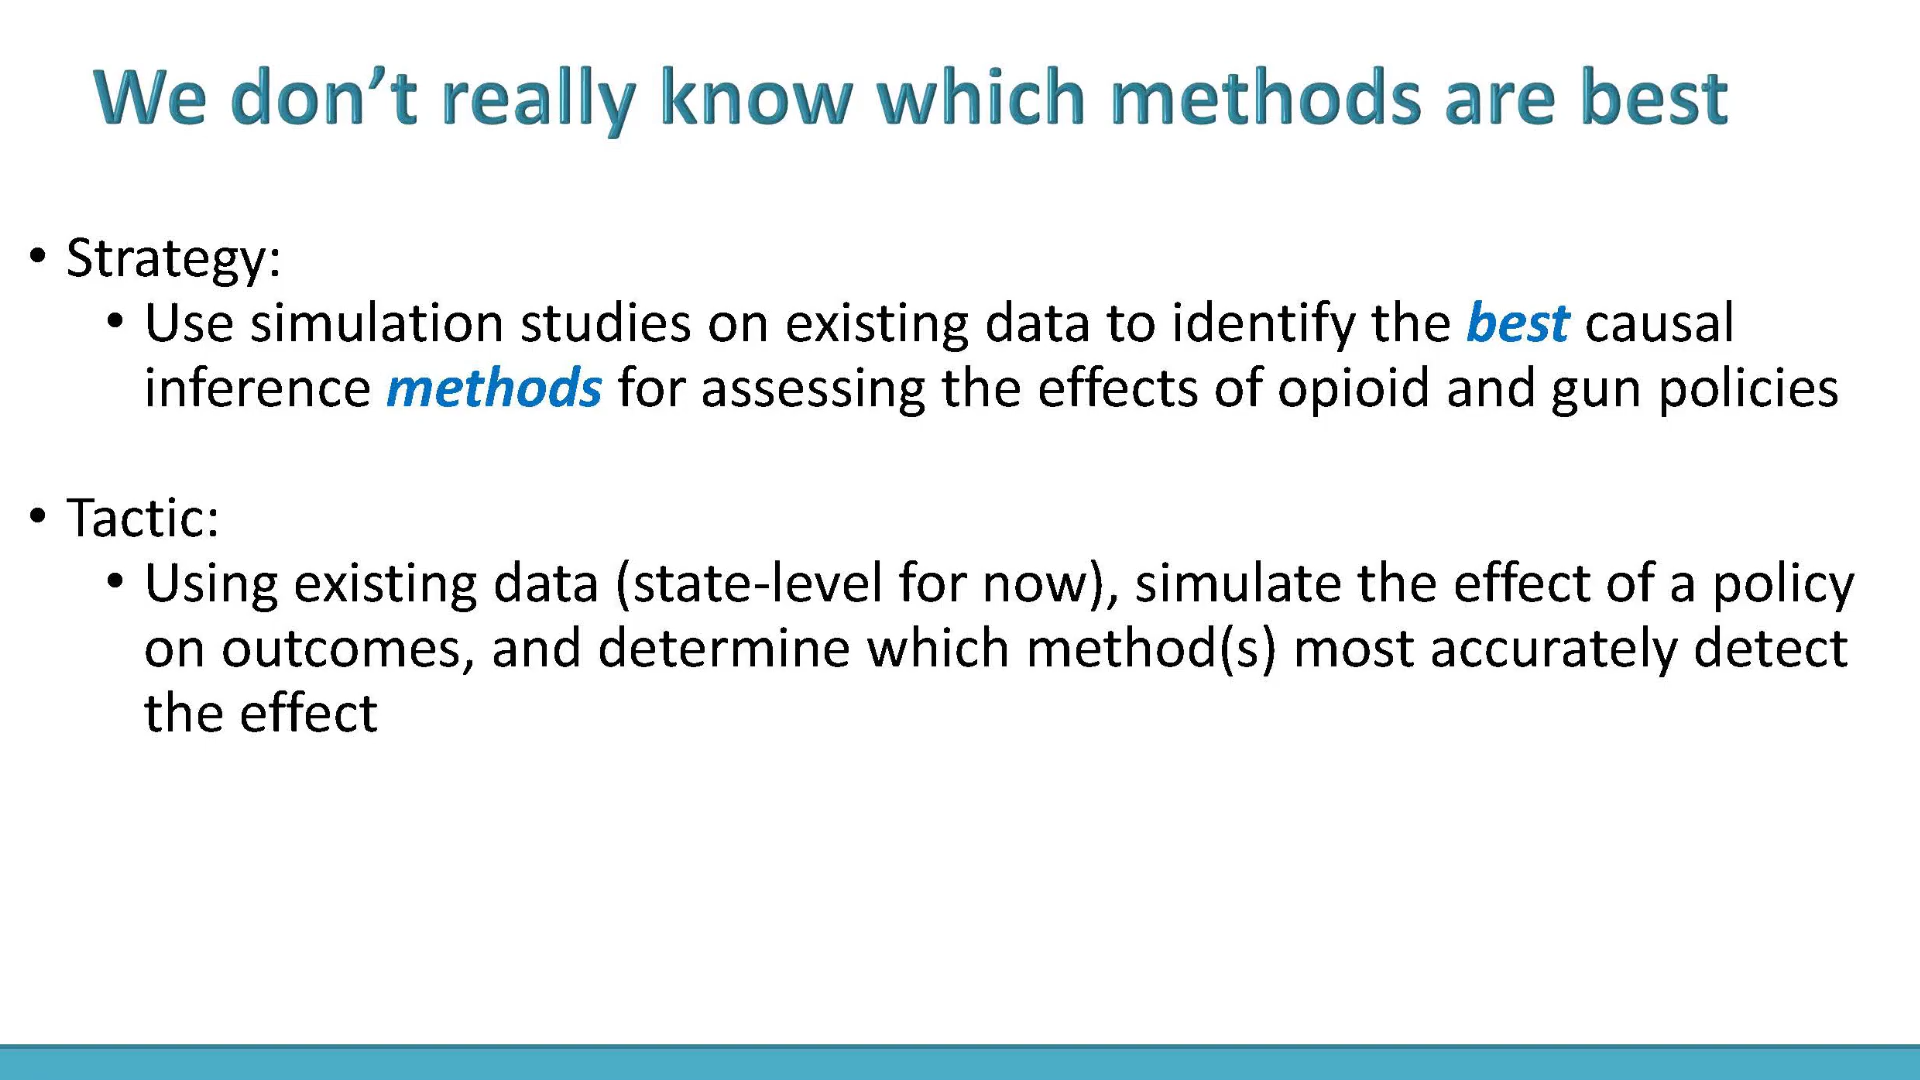 We don’t really know which methods are best
• Strategy:
• Use simulation studies on existing data to identify the best causal
inference methods for assessing the effects of opioid and gun policies
• Tactic:
• Using existing data (state-level for now), simulate the effect of a policy
on outcomes, and determine which method(s) most accurately detect
the effect